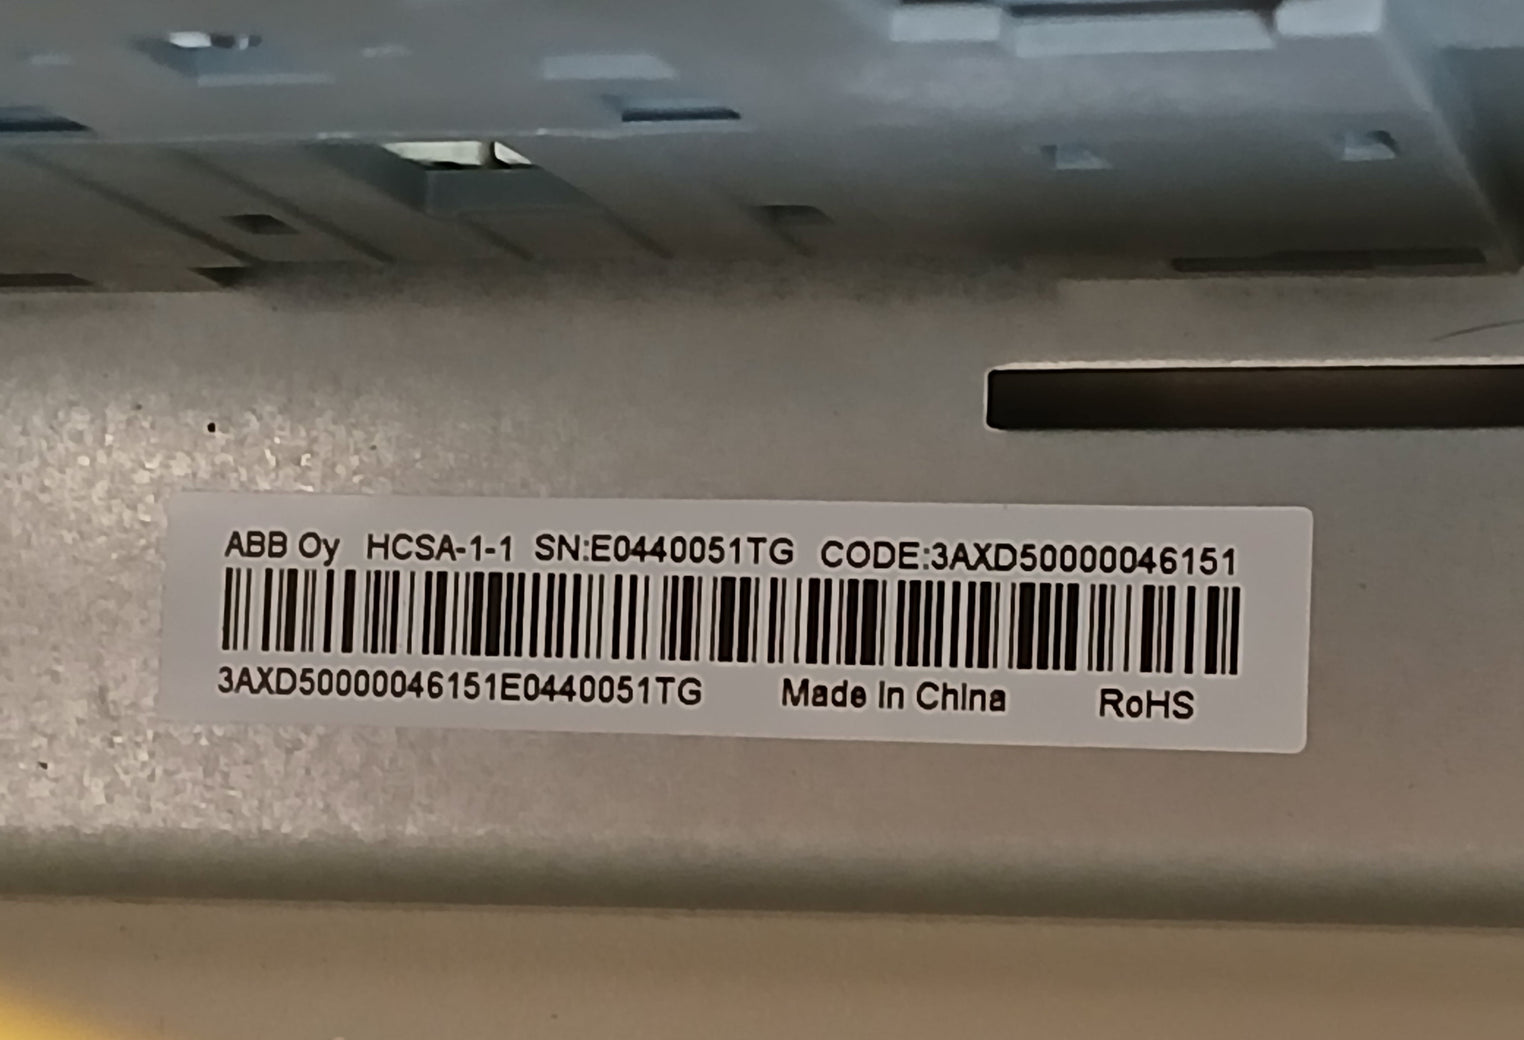 ABB Oy HCSA-1-1 SN:E0440051TG CODE:3AXD50000046151
3AXD50000046151E0440051TG Made In China RoHS